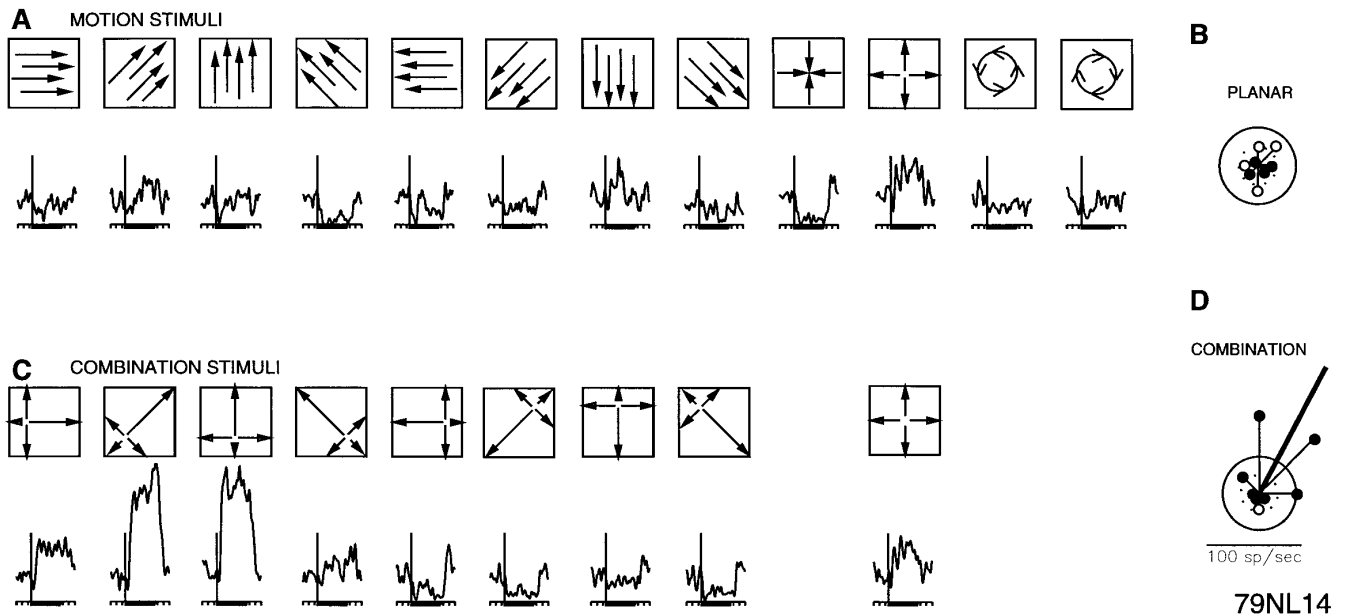 A MOTION STIMULI
B
PLANAR
C COMBINATION STIMULI
D
COMBINATION
100 sp/sec
79NL14